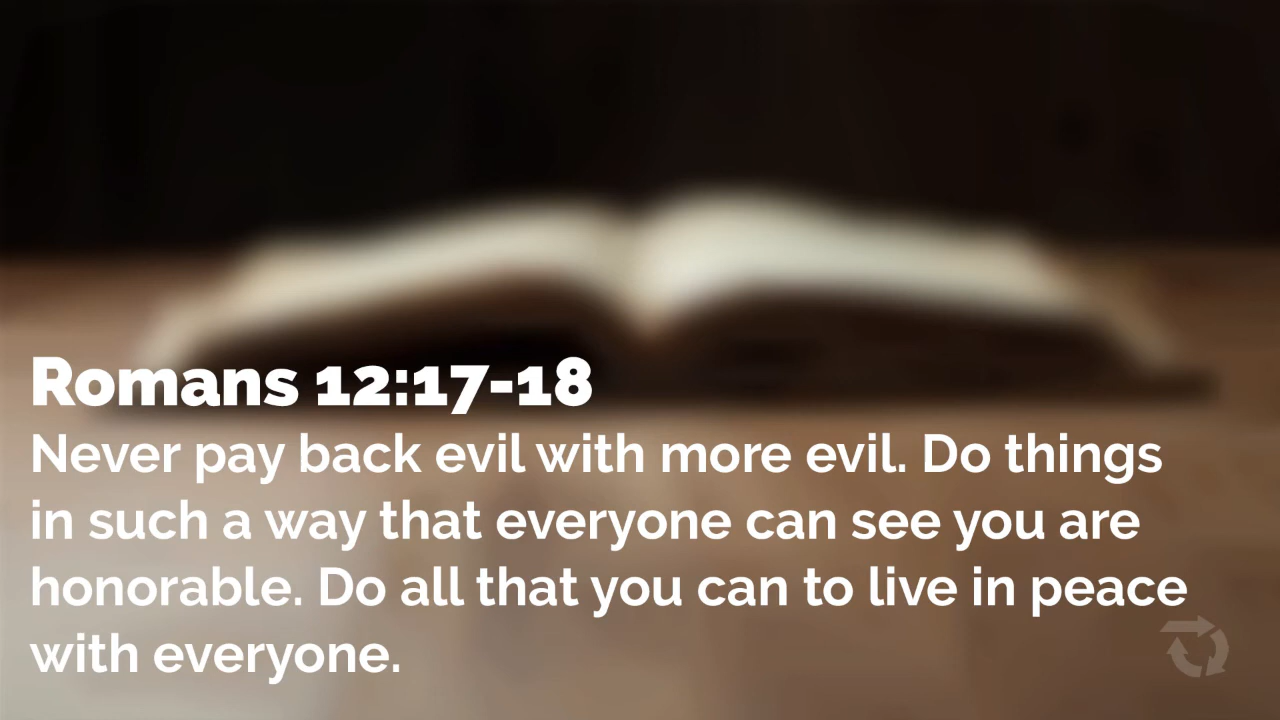 Romans 12:17-18
Never pay back evil with more evil. Do things
in such a way that everyone can see you are
honorable. Do all that you can to live in peace
with everyone.